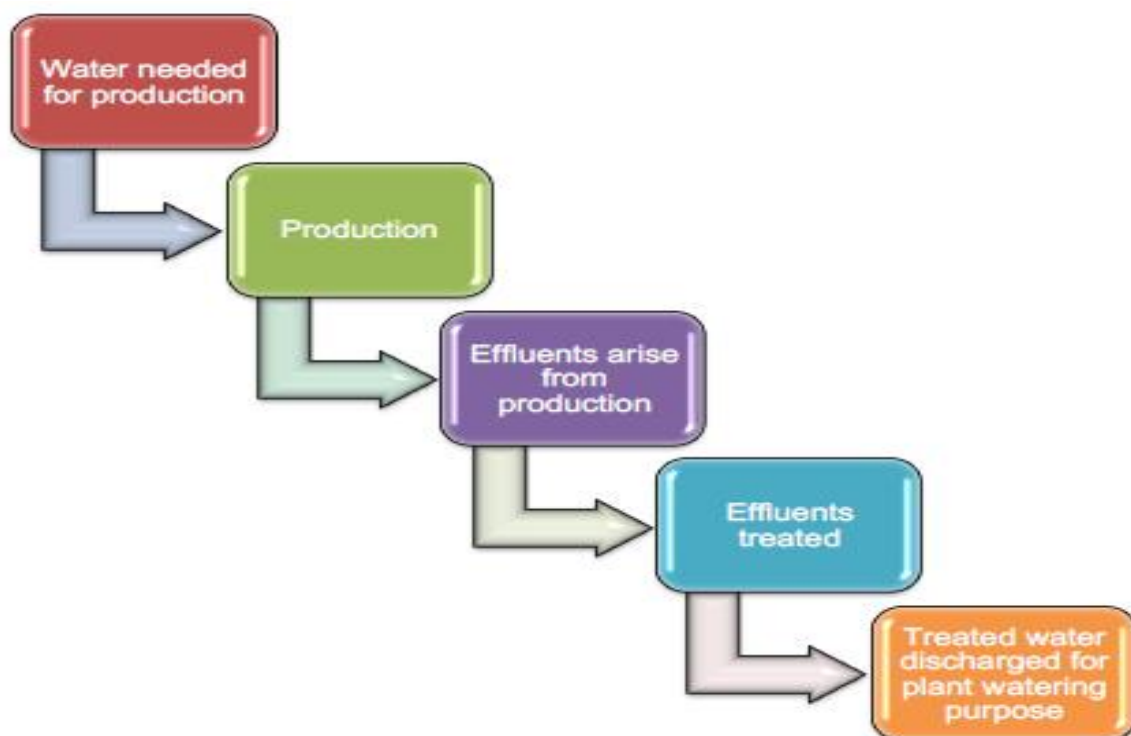 Water needed
for production
Production
Effluents arise
from
production
Effluents
treated
Treated water
discharged for
plant watering
purpose